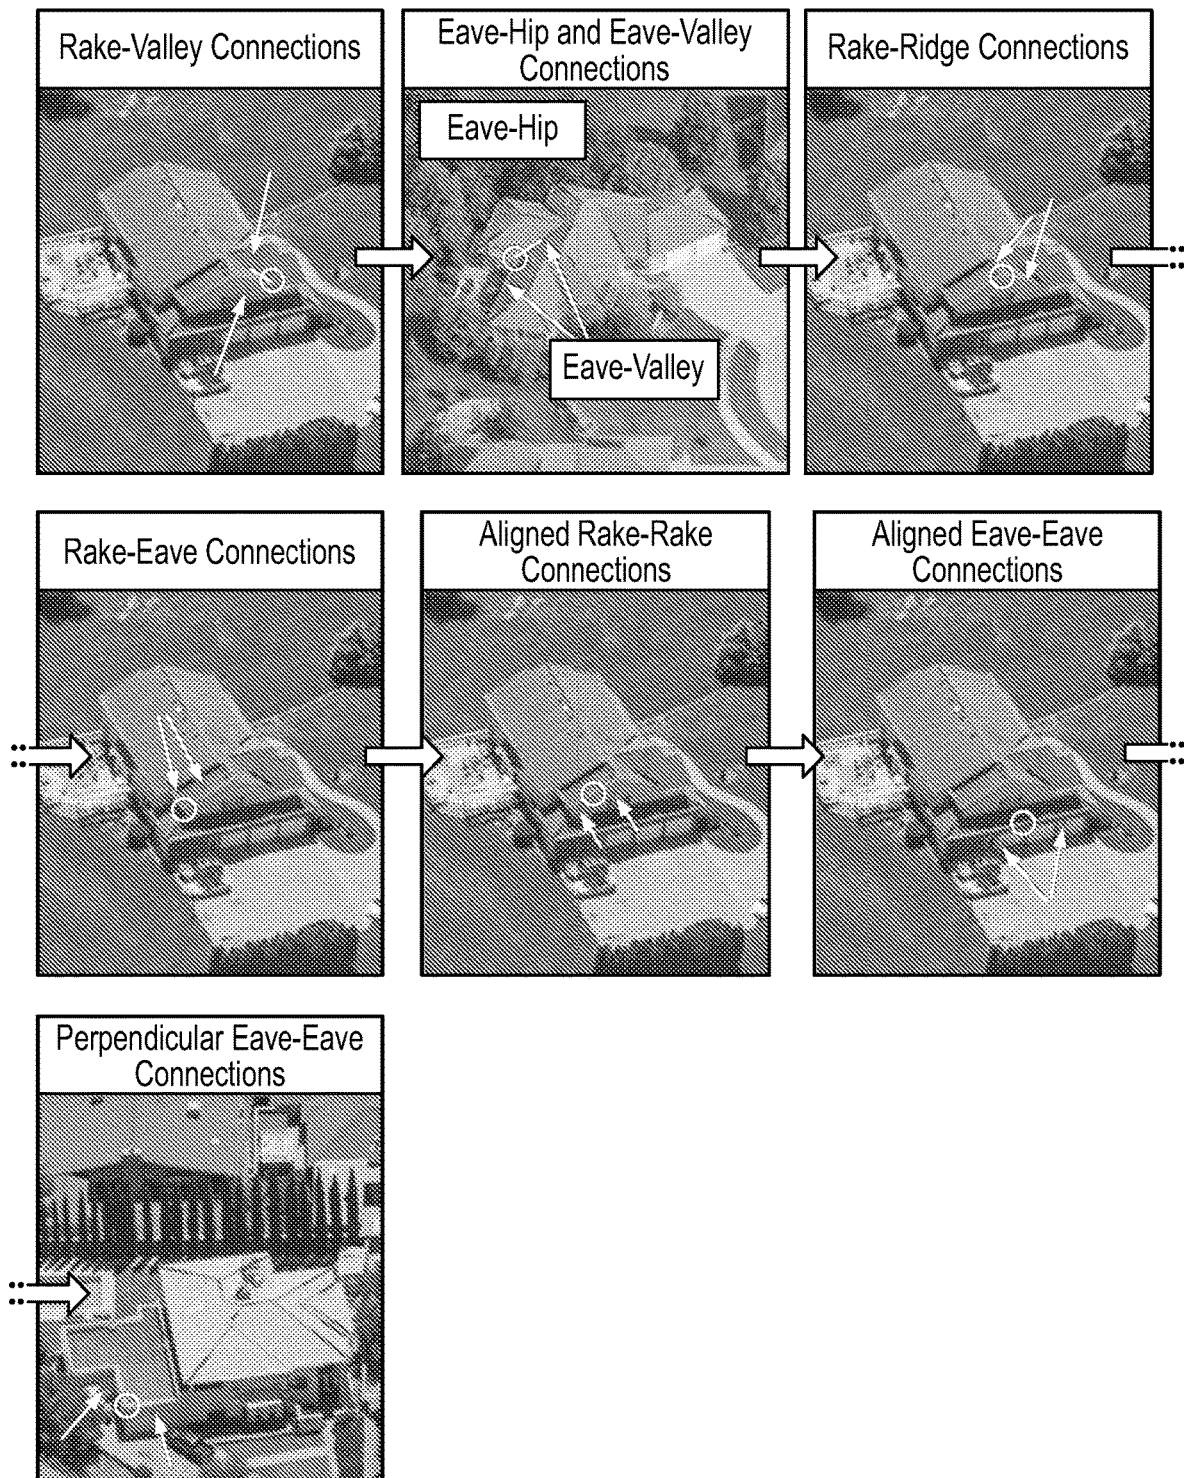 Rake-Valley Connections
Eave-Hip and Eave-Valley
Connections
Rake-Ridge Connections
Eave-Hip
Eave-Valley
Rake-Eave Connections
Aligned Rake-Rake
Connections
Aligned Eave-Eave
Connections
Perpendicular Eave-Eave
Connections